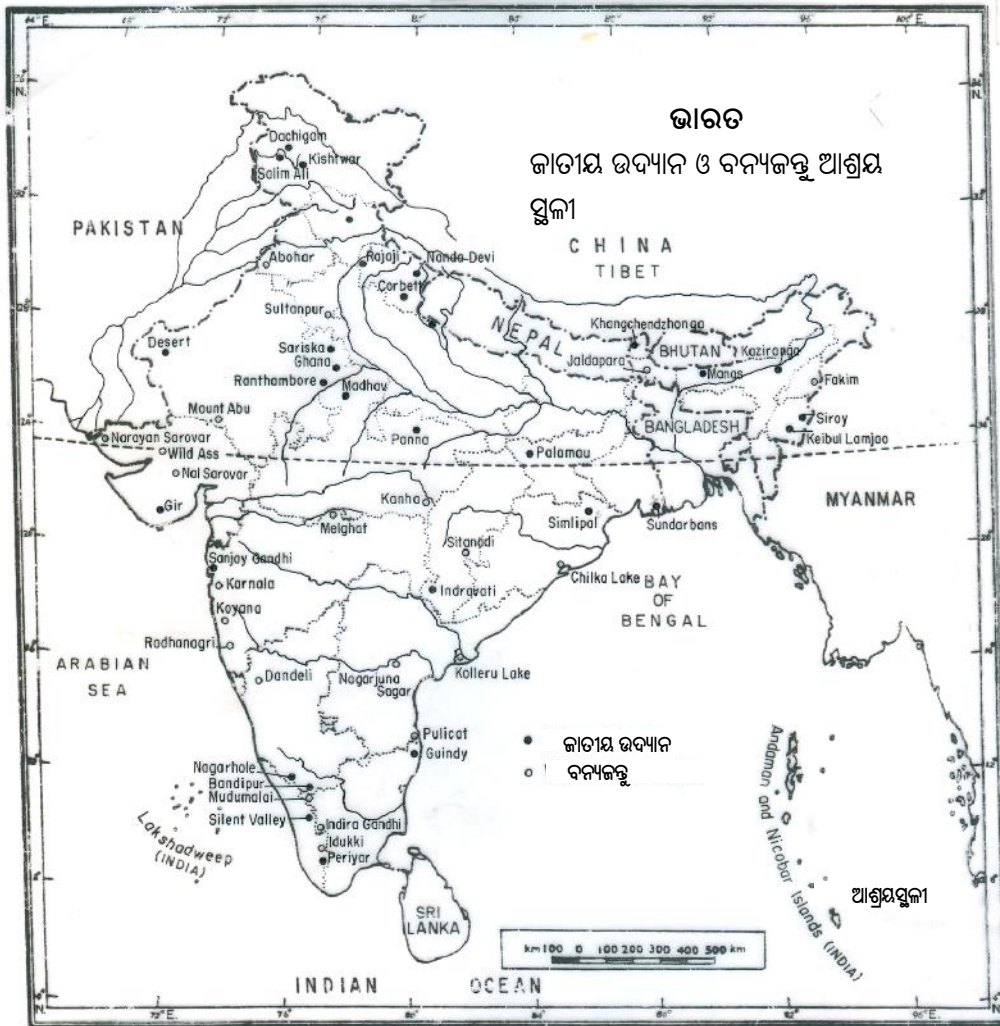 ଭାରତ
ଜାତୀୟ ଉଦ୍ୟାନ ଓ ବନ୍ୟଜନ୍ତୁ ଆଶ୍ରୟ
ସ୍ଥଳୀ
Dachigam
Kishtwar
Salim Ali
PAKISTAN
CHINA
TIBET
Abohar
Rajaji
Nanda Devi
Corbett
Sultanpur
NEPAL
Khangchendzhonga
Desert
Sariska
Ghana
Jaldapara
BHUTAN
Kaziranga
Ranthambore
Madhav
Manas
Fakim
Mount Abu
Siroy
Panna
BANGLADESH
Keibul Lamjao
Narayan Sarovar
Wild Ass
Palamau
Nal Sarovar
Kanha
MYANMAR
Gir
Melghat
Simlipal
Sundarbans
Sitanadi
Sanjay Gandhi
Chilka Lake
Karnala
Indravati
BAY
OF
BENGAL
Koyana
Radhanagri
ARABIAN
SEA
Dandeli
Nagarjuna
Sagar
Kolleru Lake
Pulicat
Guindy
ଜାତୀୟ ଉଦ୍ୟାନ
ବନ୍ୟଜନ୍ତୁ
Nagarhole
Bandipur
Mudumalai
Silent Valley
Indira Gandhi
Idukki
Periyar
Lakshadweep
(INDIA)
Andaman and Nicobar Islands (INDIA)
ଆଶ୍ରୟସ୍ଥଳୀ
SRI
LANKA
km 100 0 100 200 300 400 500 km
INDIAN OCEAN